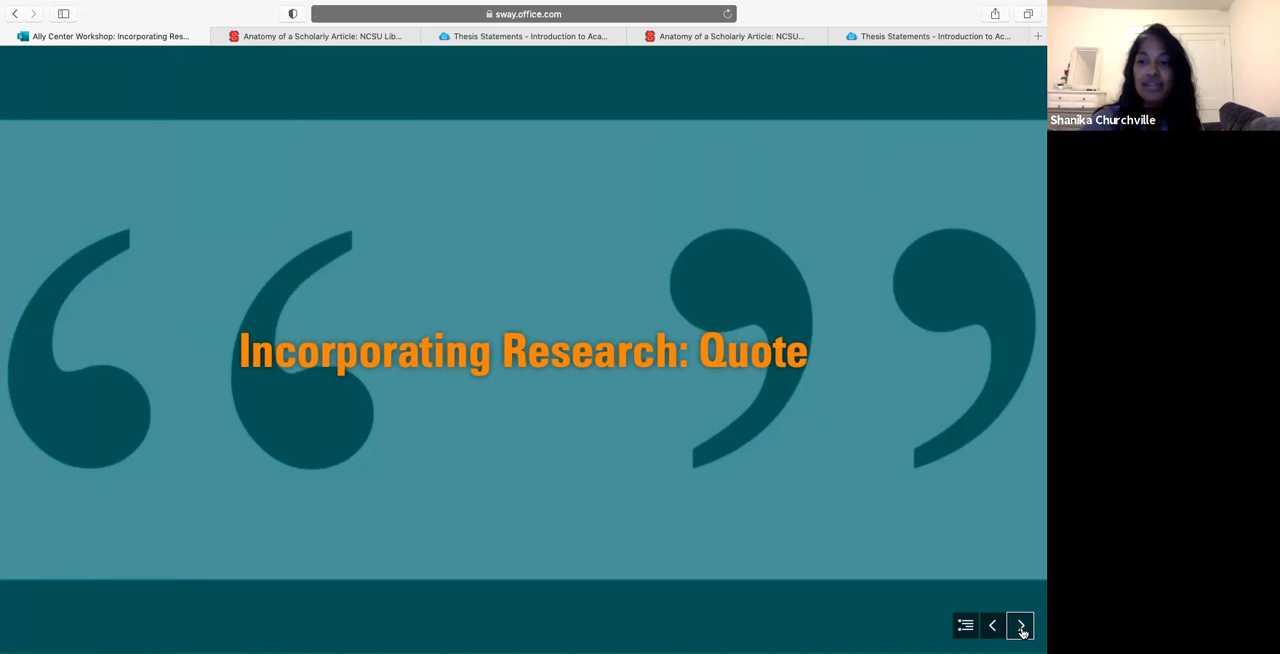 sway.office.com
Ally Center Workshop: Incorporating Res...
Anatomy of a Scholarly Article: NCSU Lib...
Thesis Statements - Introduction to Aca...
Anatomy of a Scholarly Article: NCSU...
Thesis Statements - Introduction to Ac...
Shanika Churchville
Incorporating Research: Quote